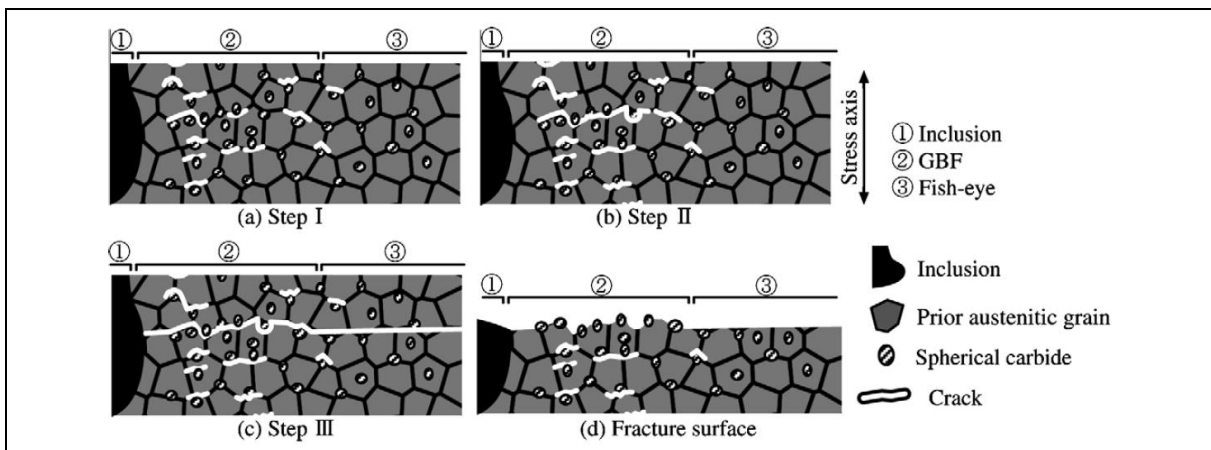 ① ② ③
(a) Step Ⅰ
① ② ③
(b) Step Ⅱ
Stress axis
① Inclusion
② GBF
③ Fish-eye
① ② ③
(c) Step Ⅲ
① ② ③
(d) Fracture surface
Inclusion
Prior austenitic grain
Spherical carbide
Crack